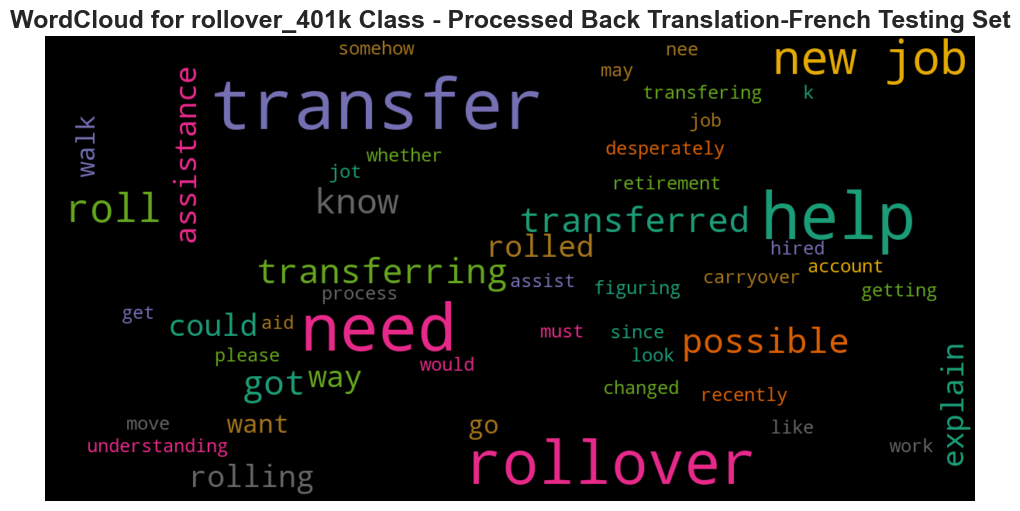 WordCloud for rollover_401k Class - Processed Back Translation-French Testing Set
somehow
nee
new job
may
transfer
transfering
k
assistance
walk
job
whether
desperately
jot
retirement
roll
know
transferred
help
rolled
hired
transferring
account
assist
figuring
carryover
getting
process
get
could
aid
need
must
since
possible
please
would
look
got
way
changed
recently
explain
move
want
go
like
understanding
work
rolling
rollover